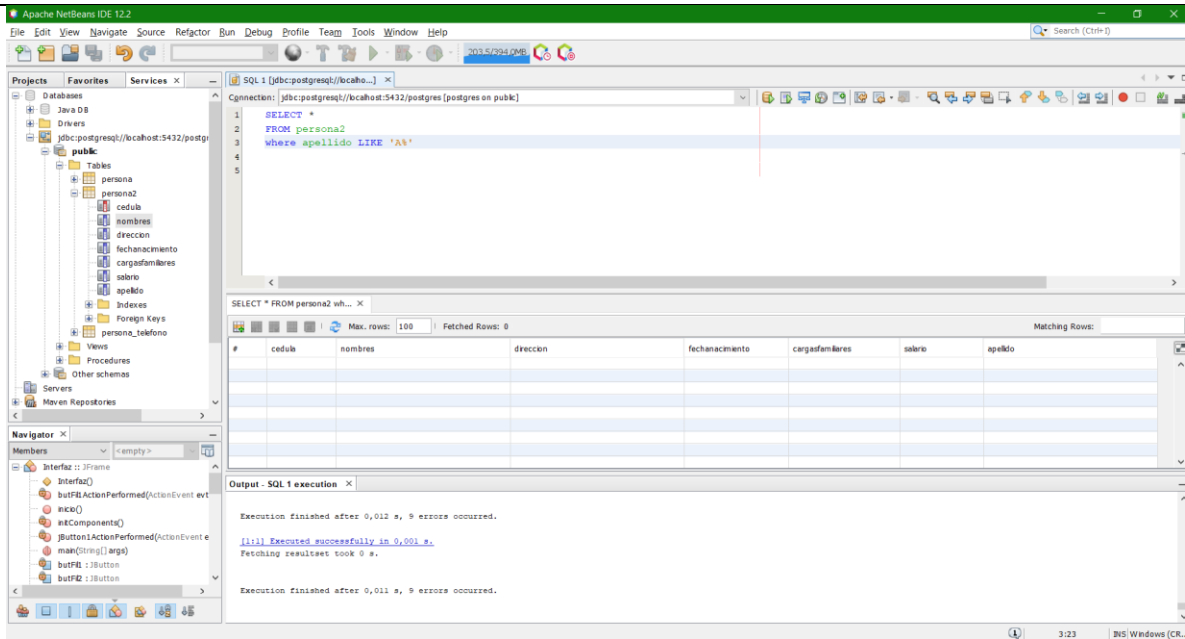 Apache NetBeans IDE 12.2
File Edit View Navigate Source Refactor Run Debug Profile Team Tools Window Help
Search (Ctrl+I)
203.5/394.0MB
Projects Favorites Services
Databases
Java DB
Drivers
jdbc:postgresql://localhost:5432/postgr
public
Tables
persona
persona2
cedula
nombres
direccion
fechanacimiento
cargasfamiliares
salario
apellido
Indexes
Foreign Keys
persona_telefono
Views
Procedures
Other schemas
Servers
Maven Repositories
SQL 1 [jdbc:postgresql://localho...]
Connection: jdbc:postgresql://localhost:5432/postgres [postgres on public]
1 SELECT *
2 FROM persona2
3 where apellido LIKE 'A%'
4
5
SELECT * FROM persona2 wh...
Max. rows: 100 Fetched Rows: 0 Matching Rows:
# cedula nombres direccion fechanacimiento cargasfamiliares salario apellido
Navigator
Members <empty>
Interfaz :: JFrame
Interfaz()
butFil1ActionPerformed(ActionEvent evt
inicio()
initComponents()
jButton1ActionPerformed(ActionEvent e
main(String[] args)
butFil1 : JButton
butFil2 : JButton
Output - SQL 1 execution
Execution finished after 0,012 s, 9 errors occurred.
[1:1] Executed successfully in 0,001 s.
Fetching resultset took 0 s.
Execution finished after 0,011 s, 9 errors occurred.
3:23 INS Windows (CR...